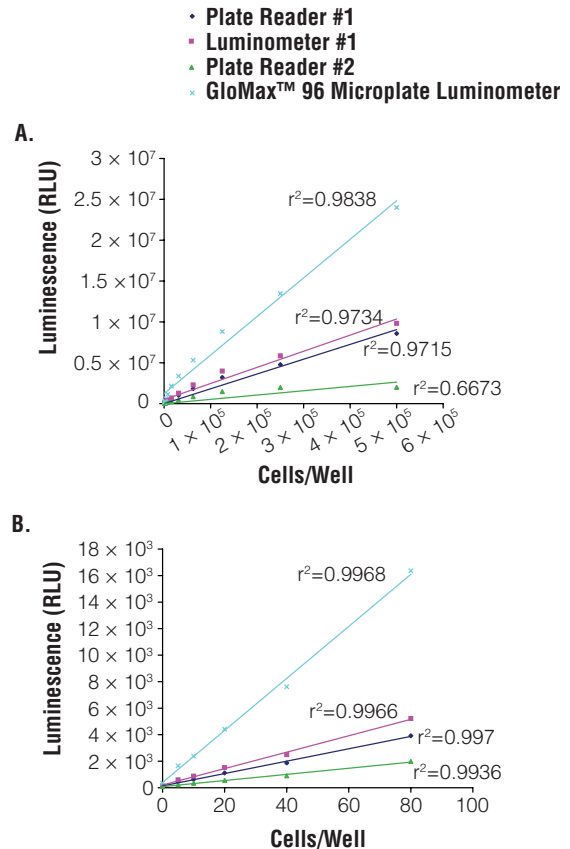 Plate Reader #1
Luminometer #1
Plate Reader #2
GloMax™ 96 Microplate Luminometer
A.
Luminescence (RLU)
3 × 10⁷
2.5 × 10⁷
2 × 10⁷
1.5 × 10⁷
1 × 10⁷
0.5 × 10⁷
0
r²=0.9838
r²=0.9734
r²=0.9715
r²=0.6673
0
1 × 10⁵
2 × 10⁵
3 × 10⁵
4 × 10⁵
5 × 10⁵
6 × 10⁵
Cells/Well
B.
Luminescence (RLU)
18 × 10³
16 × 10³
14 × 10³
12 × 10³
10 × 10³
8 × 10³
6 × 10³
4 × 10³
2 × 10³
0
r²=0.9968
r²=0.9966
r²=0.997
r²=0.9936
0 20 40 60 80 100
Cells/Well